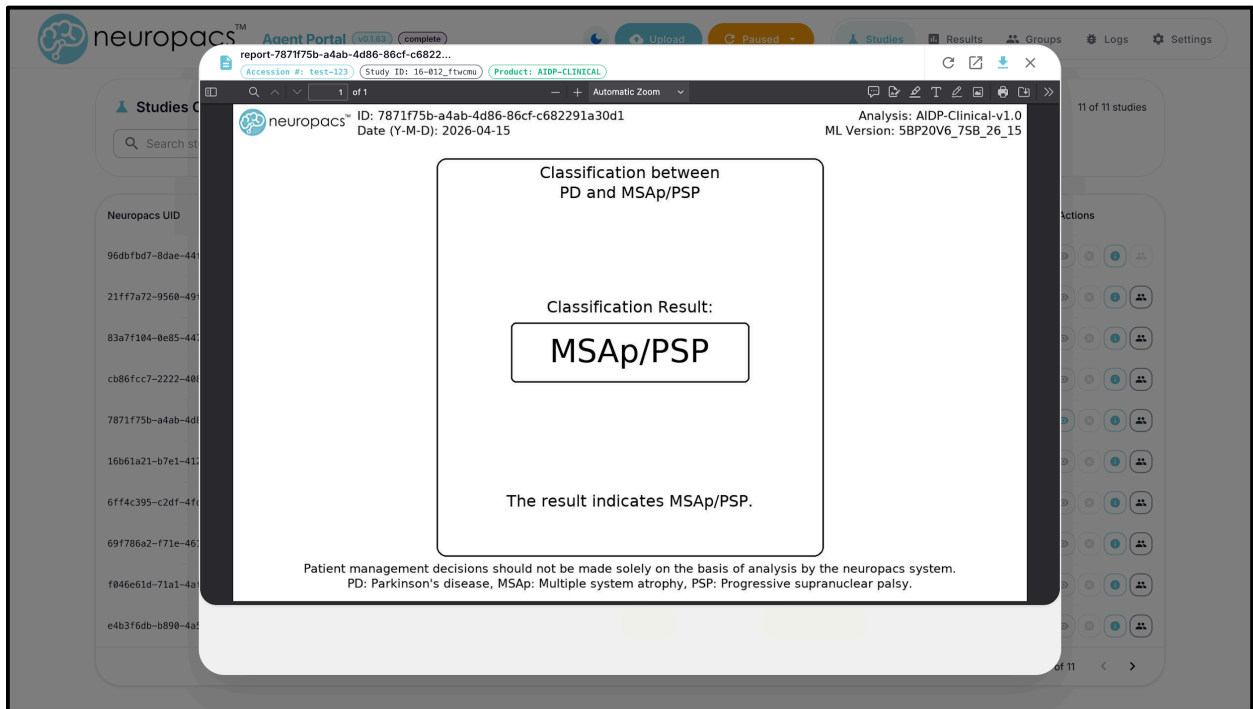 neuropacs™
Agent Portal v0.1.63 complete
Upload
Paused
Studies
Results
Groups
Logs
Settings
report-7871f75b-a4ab-4d86-86cf-c6822...
Accession #: test-123 Study ID: 16-012_ftwcmu Product: AIDP-CLINICAL
1 of 1
Automatic Zoom
Studies
11 of 11 studies
Search
neuropacs™ ID: 7871f75b-a4ab-4d86-86cf-c682291a30d1
Date (Y-M-D): 2026-04-15
Analysis: AIDP-Clinical-v1.0
ML Version: 5BP20V6_7SB_26_15
Classification between
PD and MSAp/PSP
Classification Result:
MSAp/PSP
The result indicates MSAp/PSP.
Patient management decisions should not be made solely on the basis of analysis by the neuropacs system.
PD: Parkinson's disease, MSAp: Multiple system atrophy, PSP: Progressive supranuclear palsy.
Neuropacs UID
Actions
96dbfbd7-8dae-44
21ff7a72-9560-49
83a7f104-0e85-447
cb86fcc7-2222-408
7871f75b-a4ab-4d8
16b61a21-b7e1-412
6ff4c395-c2df-4f
69f786a2-f71e-46
f046e61d-71a1-4a
e4b3f6db-b890-4a5
of 11